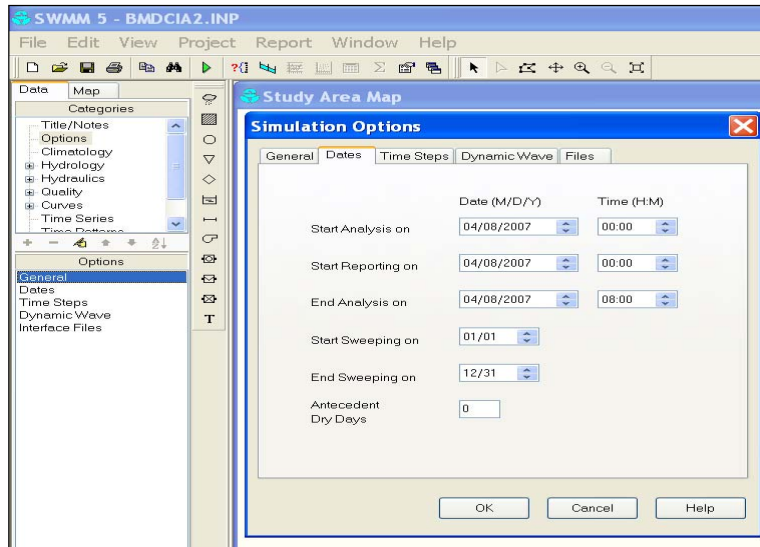 SWMM 5 - BMDCIA2.INP
File Edit View Project Report Window Help
Data Map
Categories
Title/Notes
Options
Climatology
Hydrology
Hydraulics
Quality
Curves
Time Series
Time Patterns
Options
General
Dates
Time Steps
Dynamic Wave
Interface Files
T
Study Area Map
Simulation Options
General Dates Time Steps Dynamic Wave Files
Date (M/D/Y) Time (H:M)
Start Analysis on 04/08/2007 00:00
Start Reporting on 04/08/2007 00:00
End Analysis on 04/08/2007 08:00
Start Sweeping on 01/01
End Sweeping on 12/31
Antecedent
Dry Days 0
OK Cancel Help